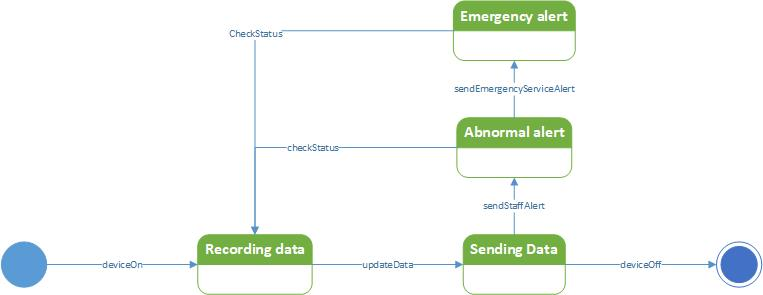 Emergency alert
CheckStatus
sendEmergencyServiceAlert
Abnormal alert
checkStatus
sendStaffAlert
Recording data
Sending Data
deviceOn
updateData
deviceOff